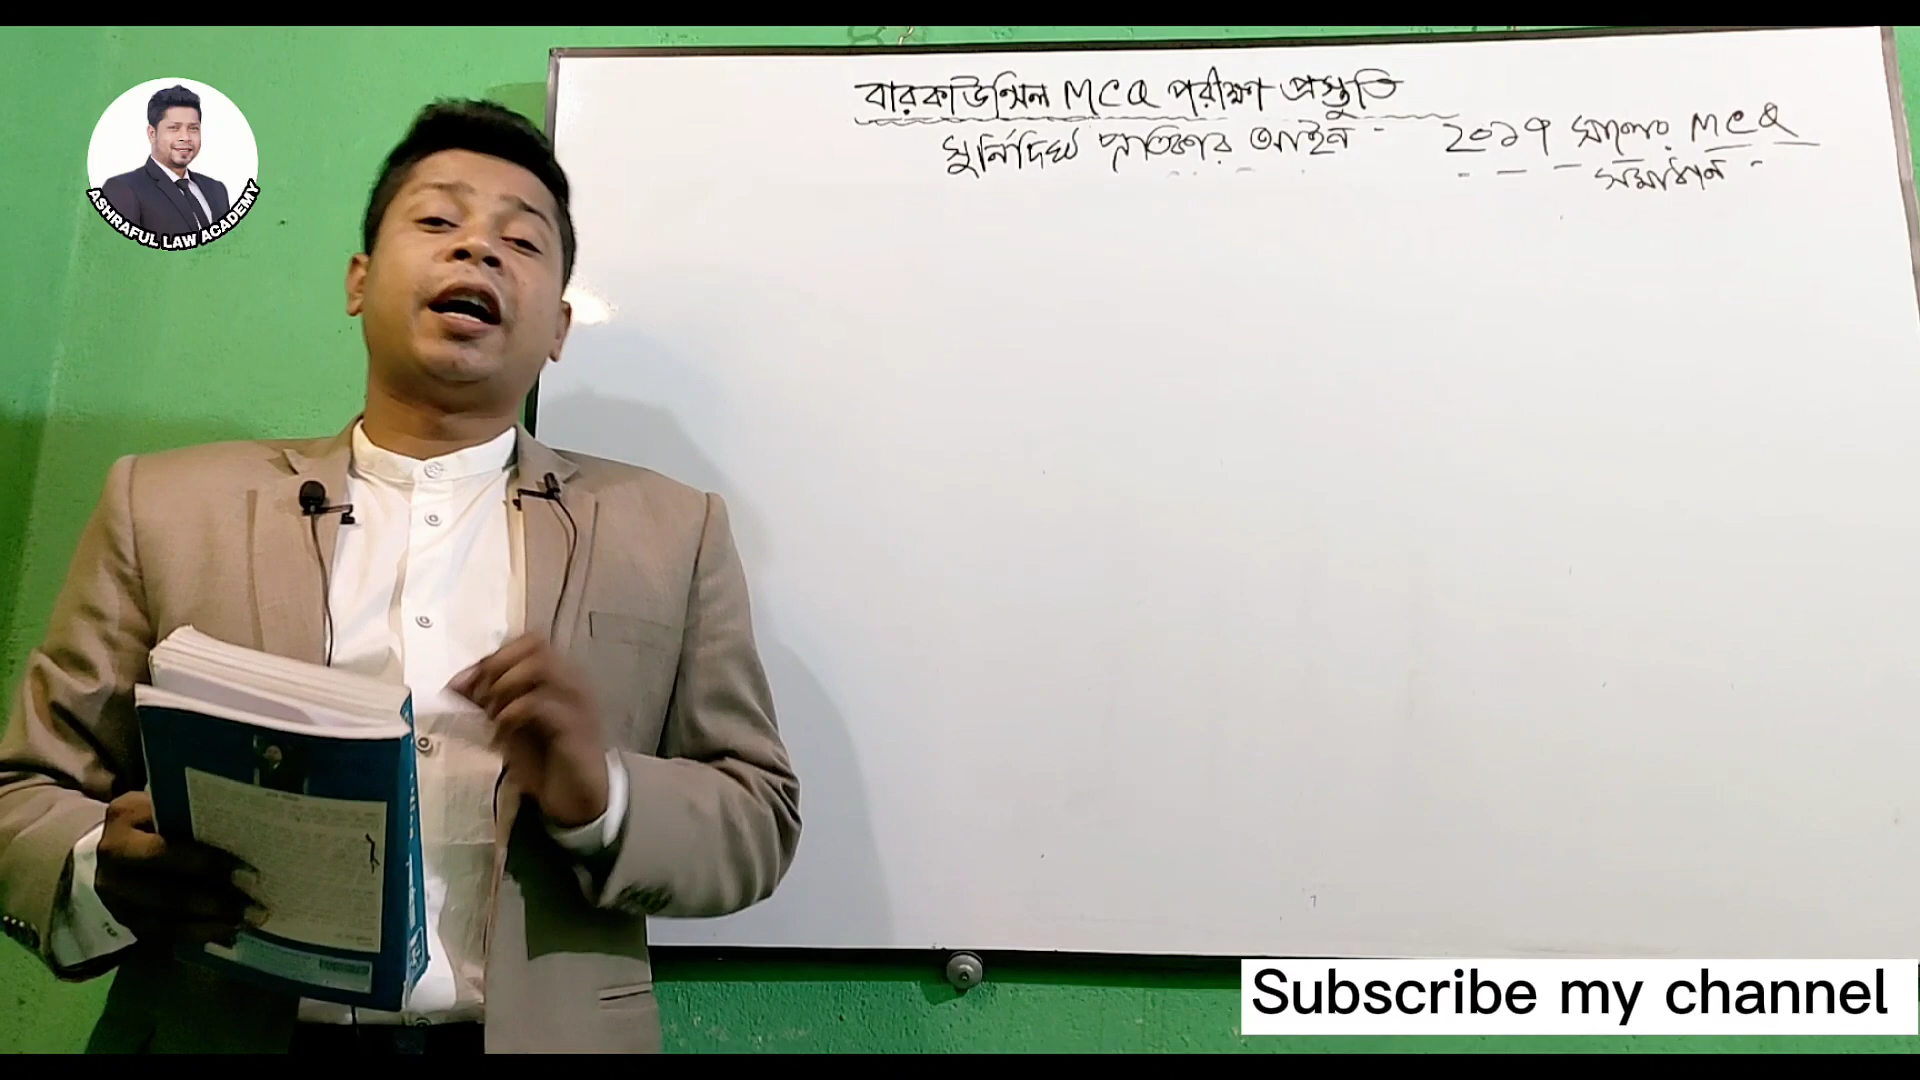 ASHRAFUL LAW ACADEMY
বারকাউন্সিল MCQ পরীক্ষা প্রস্তুতি
সুনির্দিষ্ট প্রতিকার আইন - ২০১৭ সালের MCQ
সমাধান -
Subscribe my channel